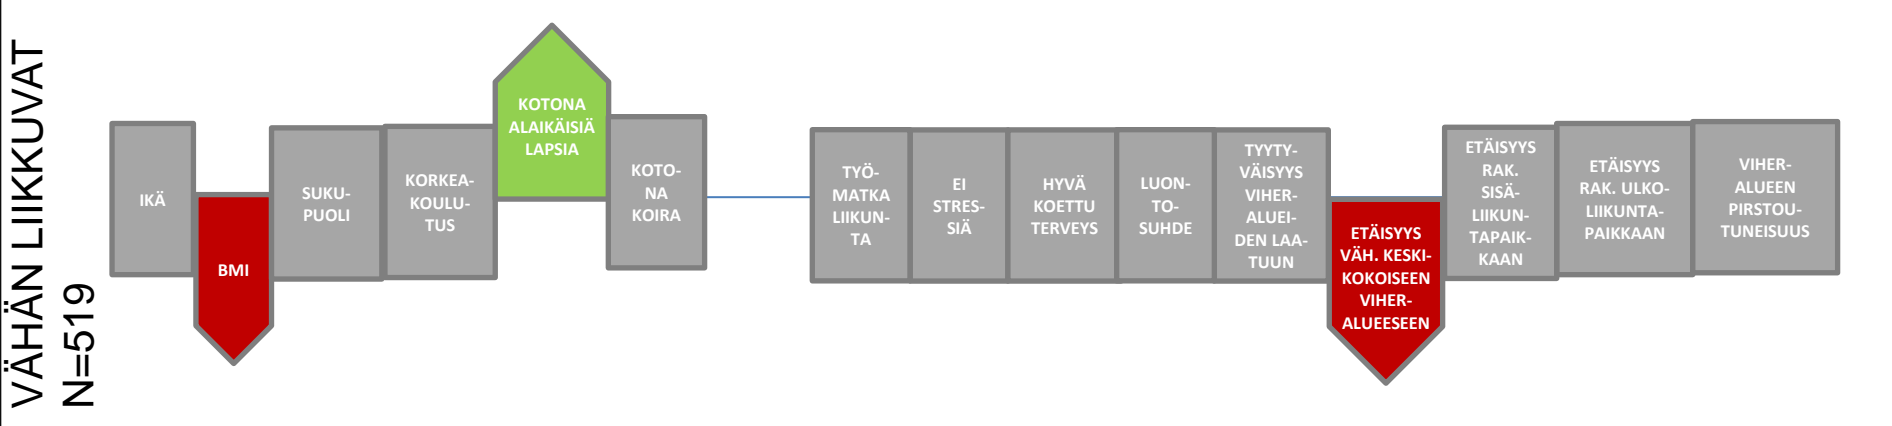 VÄHÄN LIIKKUVAT
N=519
IKÄ
BMI
SUKU-
PUOLI
KORKEA-
KOULU-
TUS
KOTONA
ALAIKÄISIÄ
LAPSIA
KOTO-
NA
KOIRA
TYÖ-
MATKA
LIIKUN-
TA
EI
STRES-
SIÄ
HYVÄ
KOETTU
TERVEYS
LUON-
TO-
SUHDE
TYYTY-
VÄISYYS
VIHER-
ALUEI-
DEN LAA-
TUUN
ETÄISYYS
VÄH. KESKI-
KOKOISEEN
VIHER-
ALUEESEEN
ETÄISYYS
RAK.
SISÄ-
LIIKUN-
TAPAIK-
KAAN
ETÄISYYS
RAK. ULKO-
LIIKUNTA-
PAIKKAAN
VIHER-
ALUEEN
PIRSTOU-
TUNEISUUS